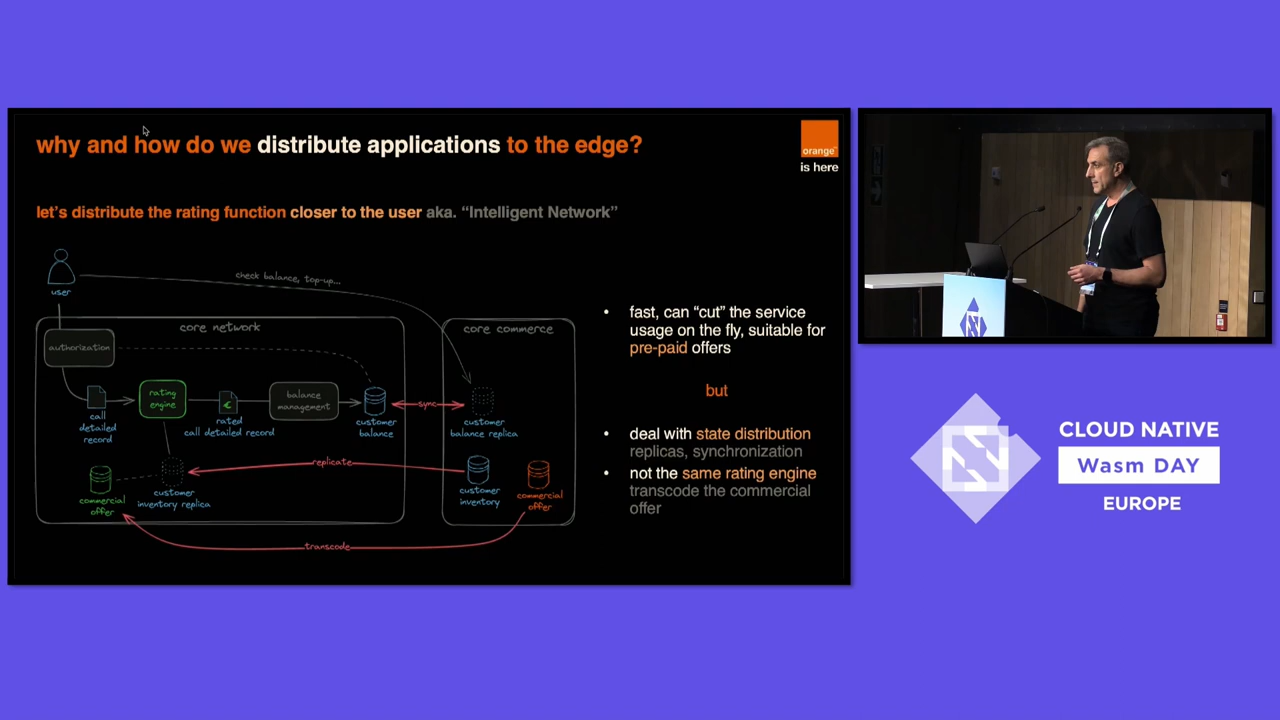 why and how do we distribute applications to the edge?
orange™
is here
let's distribute the rating function closer to the user aka. “Intelligent Network”
user
check balance, top-up...
core network
core commerce
authorization
call
detailed
record
rating
engine
€
rated
call detailed record
balance
management
customer
balance
sync
customer
balance replica
replicate
commercial
offer
customer
inventory replica
customer
inventory
commercial
offer
transcode
• fast, can “cut” the service
usage on the fly, suitable for
pre-paid offers
but
• deal with state distribution
replicas, synchronization
• not the same rating engine
transcode the commercial
offer
CLOUD NATIVE
Wasm DAY
EUROPE